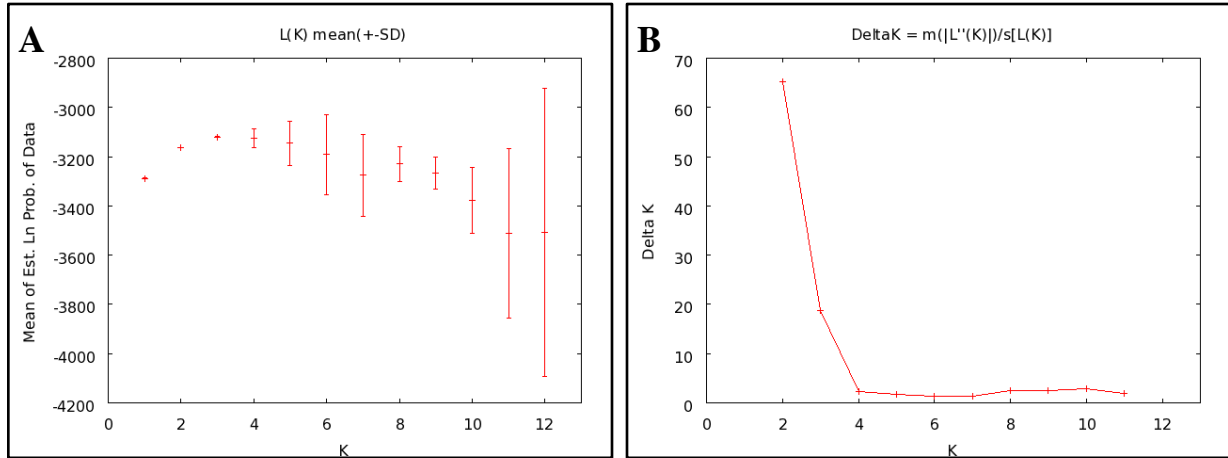 A
L(K) mean(+-SD)
Mean of Est. Ln Prob. of Data
-2800
-3000
-3200
-3400
-3600
-3800
-4000
-4200
0 2 4 6 8 10 12
K
B
DeltaK = m(|L''(K)|)/s[L(K)]
Delta K
70
60
50
40
30
20
10
0
0 2 4 6 8 10 12
K